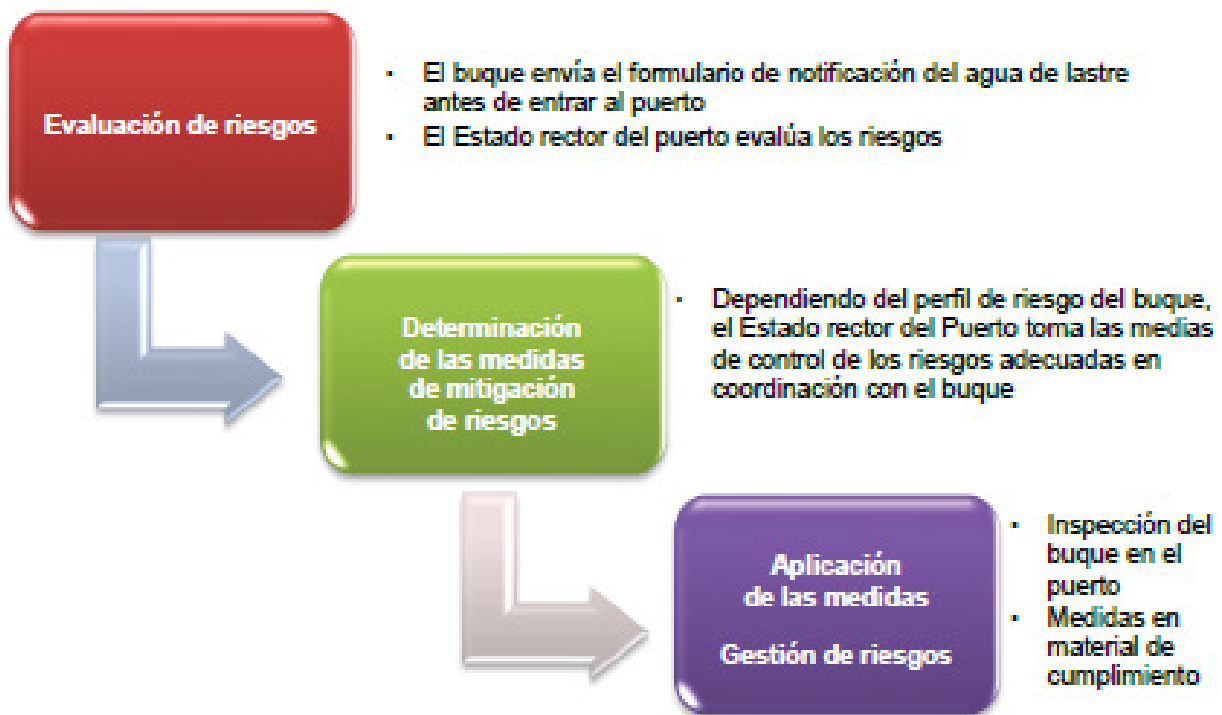 Evaluación de riesgos
· El buque envía el formulario de notificación del agua de lastre
antes de entrar al puerto
· El Estado rector del puerto evalúa los riesgos
Determinación
de las medidas
de mitigación
de riesgos
· Dependiendo del perfil de riesgo del buque,
el Estado rector del Puerto toma las medias
de control de los riesgos adecuadas en
coordinación con el buque
Aplicación
de las medidas
Gestión de riesgos
· Inspección del
buque en el
puerto
· Medidas en
material de
cumplimiento